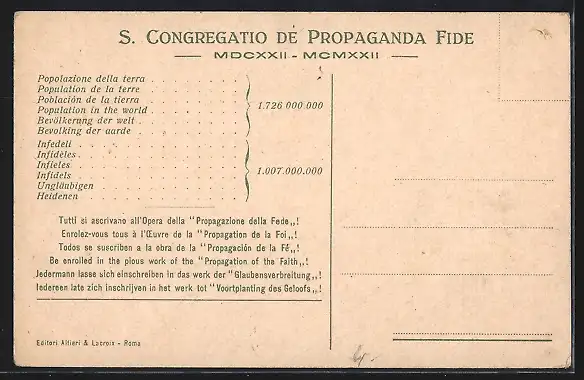 S. CONGREGATIO DE PROPAGANDA FIDE
MDCXXII - MCMXXII
Popolazione della terra
Population de la terre
Población de la tierra
Population in the world
Bevölkerung der welt
Bevolking der aarde
1.726 000.000
Infedeli
Infidèles
Infieles
Infidels
Ungläubigen
Heidenen
1.007.000.000
Tutti si ascrivano all'Opera della "Propagazione della Fede„!
Enrolez-vous tous à l'Œuvre de la "Propagation de la Foi„!
Todos se suscriben a la obra de la "Propagación de la Fé„!
Be enrolled in the pious work of the "Propagation of the Faith„!
Jedermann lasse sich einschreiben in das werk der "Glaubensverbreitung„!
Iedereen late zich inschrijven in het werk tot "Voortplanting des Geloofs„!
Editori Alfieri & Lacroix - Roma